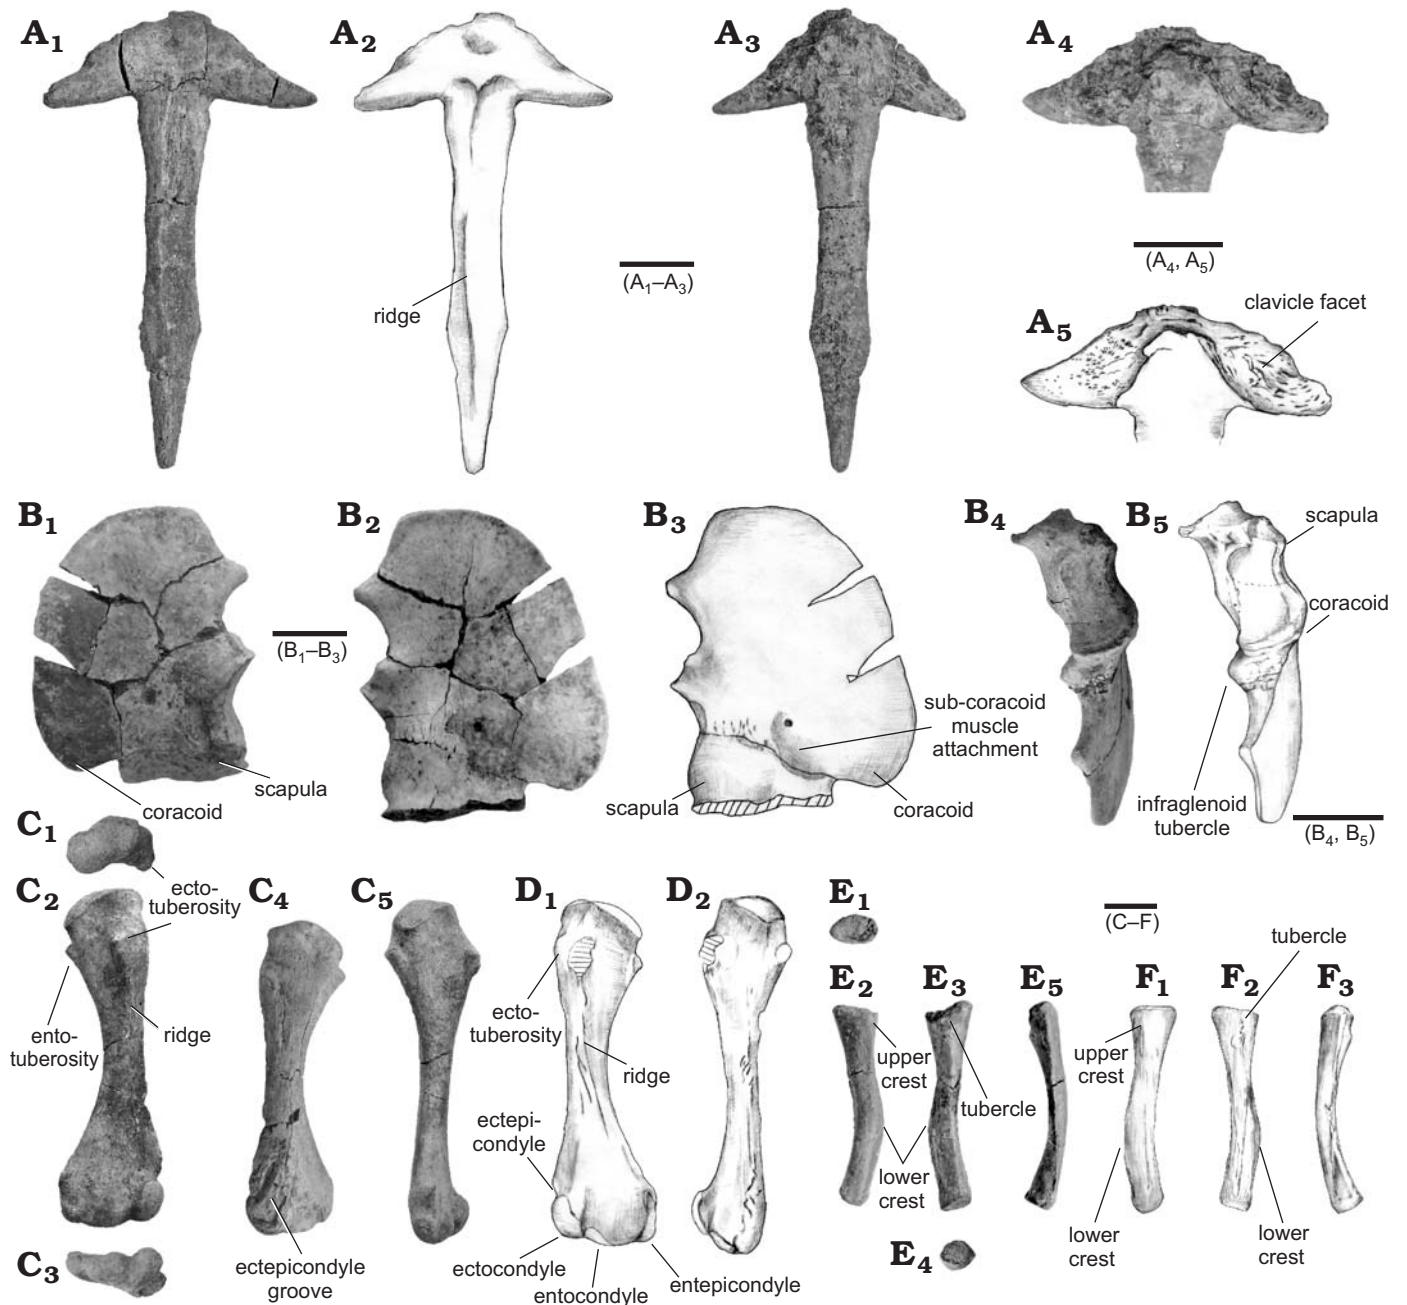 A1
A2
A3
A4
(A1–A3)
(A4, A5)
ridge
A5
clavicle facet
B1
B2
B3
B4
B5
scapula
coracoid
(B1–B3)
sub-coracoid
muscle
attachment
scapula
coracoid
scapula
coracoid
infraglenoid
tubercle
(B4, B5)
C1
ecto-
tuberosity
C2
C4
C5
D1
D2
E1
(C–F)
tubercle
E2
E3
E5
F1
F2
F3
ento-
tuberosity
ridge
ecto-
tuberosity
ridge
upper
crest
tubercle
upper
crest
ectepi-
condyle
lower
crest
lower
crest
lower
crest
C3
ectepicondyle
groove
ectocondyle
entocondyle
entepicondyle
E4